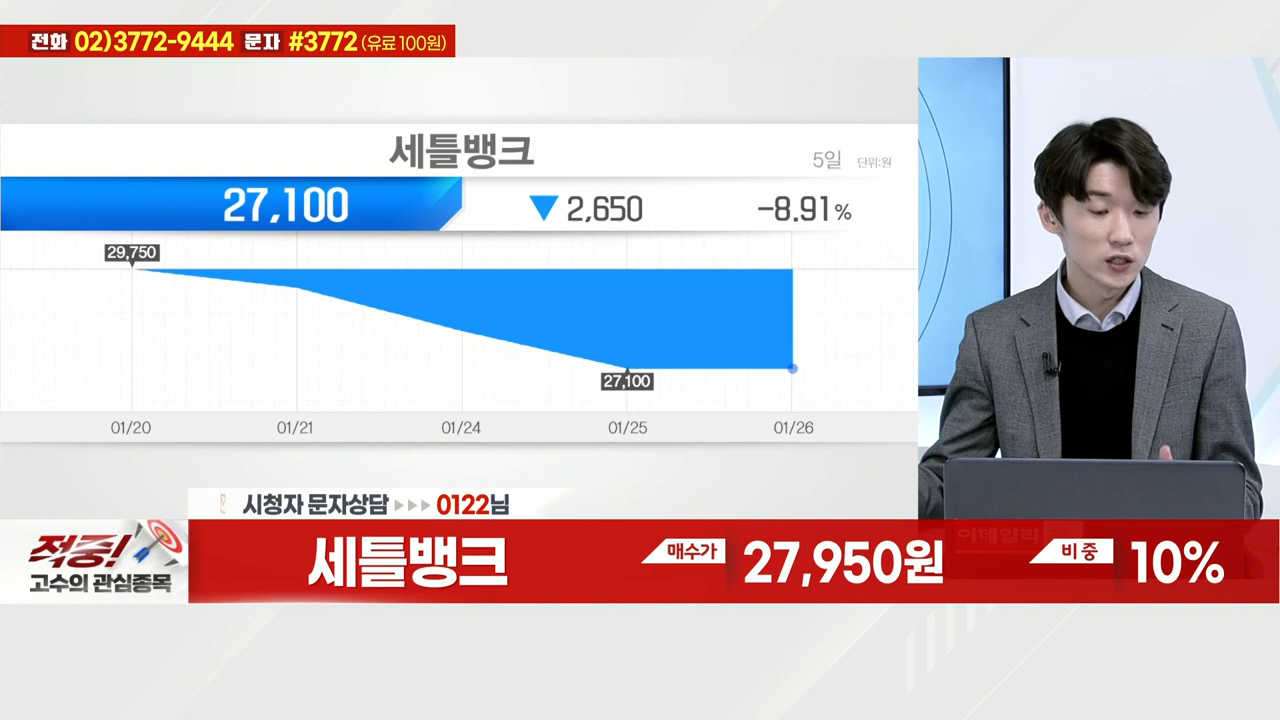 전화 02)3772-9444 문자 #3772 (유료 100원)
세틀뱅크
5일 단위:원
27,100 ▼ 2,650 -8.91%
29,750
27,100
01/20 01/21 01/24 01/25 01/26
시청자 문자상담 ▶▶▶ 0122님
적중!
고수의 관심종목
세틀뱅크 매수가 27,950원 비중 10%
이데일리